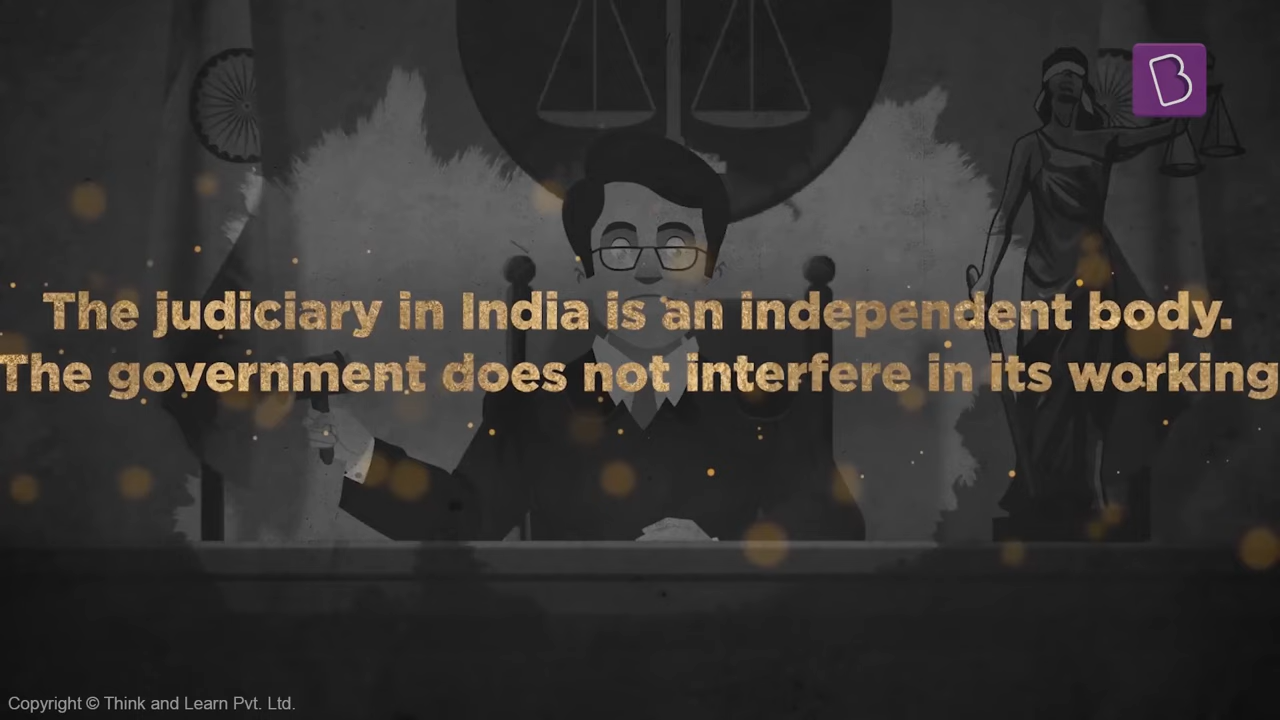 The judiciary in India is an independent body.
The government does not interfere in its working
Copyright © Think and Learn Pvt. Ltd.